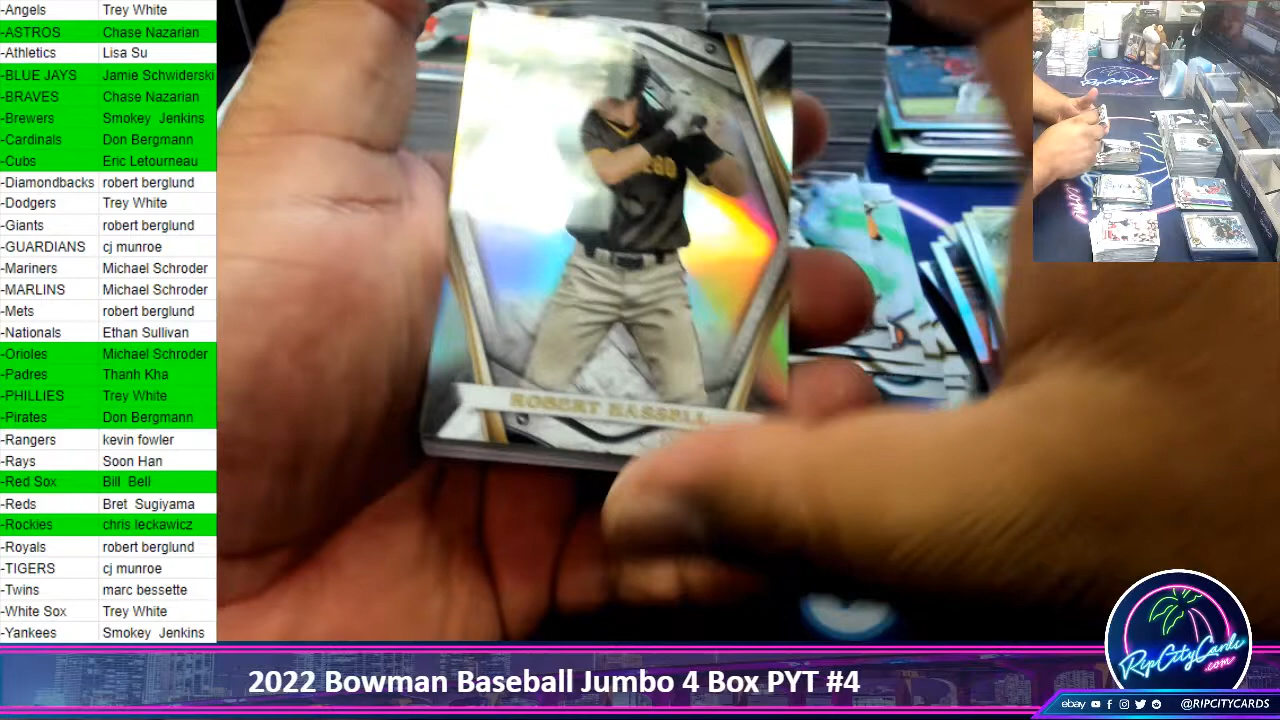 -Angels Trey White
-ASTROS Chase Nazarian
-Athletics Lisa Su
-BLUE JAYS Jamie Schwiderski
-BRAVES Chase Nazarian
-Brewers Smokey Jenkins
-Cardinals Don Bergmann
-Cubs Eric Letourneau
-Diamondbacks robert berglund
-Dodgers Trey White
-Giants robert berglund
-GUARDIANS cj munroe
-Mariners Michael Schroder
-MARLINS Michael Schroder
-Mets robert berglund
-Nationals Ethan Sullivan
-Orioles Michael Schroder
-Padres Thanh Kha
-PHILLIES Trey White
-Pirates Don Bergmann
-Rangers kevin fowler
-Rays Soon Han
-Red Sox Bill Bell
-Reds Bret Sugiyama
-Rockies chris leckawicz
-Royals robert berglund
-TIGERS cj munroe
-Twins marc bessette
-White Sox Trey White
-Yankees Smokey Jenkins
ROBERT HASSELL
RipCityCards
.com
2022 Bowman Baseball Jumbo 4 Box PYT #4
ebay @RIPCITYCARDS